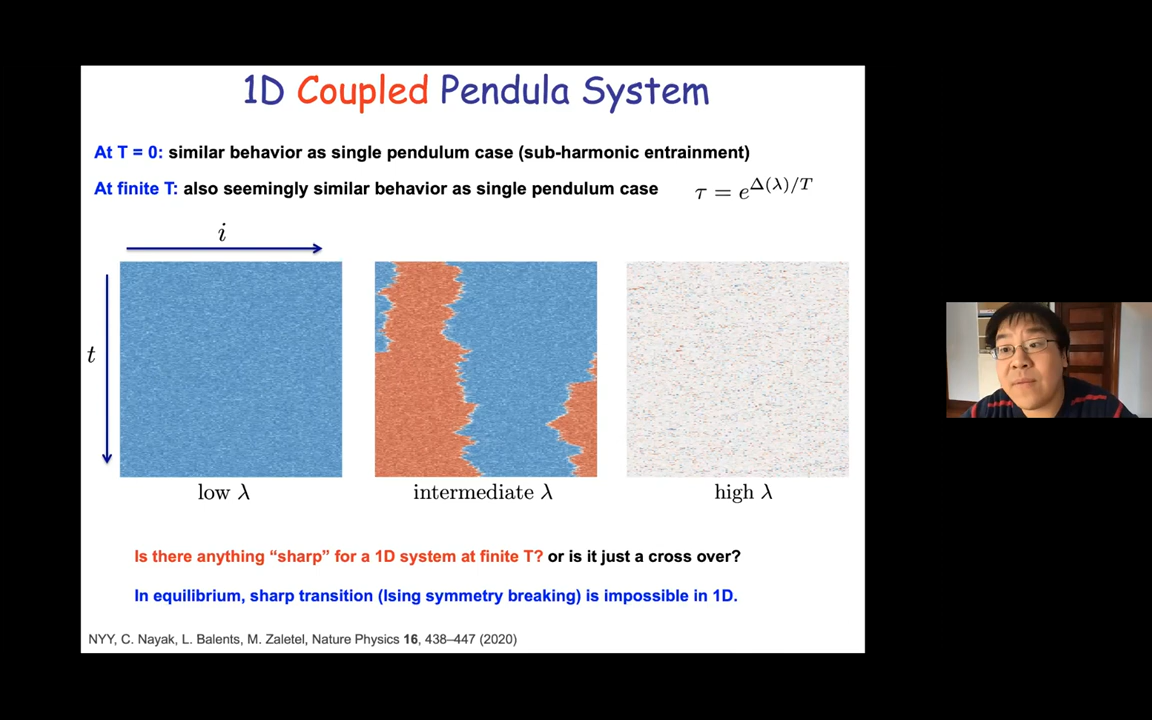 1D Coupled Pendula System
At T = 0: similar behavior as single pendulum case (sub-harmonic entrainment)
At finite T: also seemingly similar behavior as single pendulum case τ = e^{Δ(λ)/T}
i
t
low λ intermediate λ high λ
Is there anything “sharp” for a 1D system at finite T? or is it just a cross over?
In equilibrium, sharp transition (Ising symmetry breaking) is impossible in 1D.
NYY, C. Nayak, L. Balents, M. Zaletel, Nature Physics 16, 438–447 (2020)